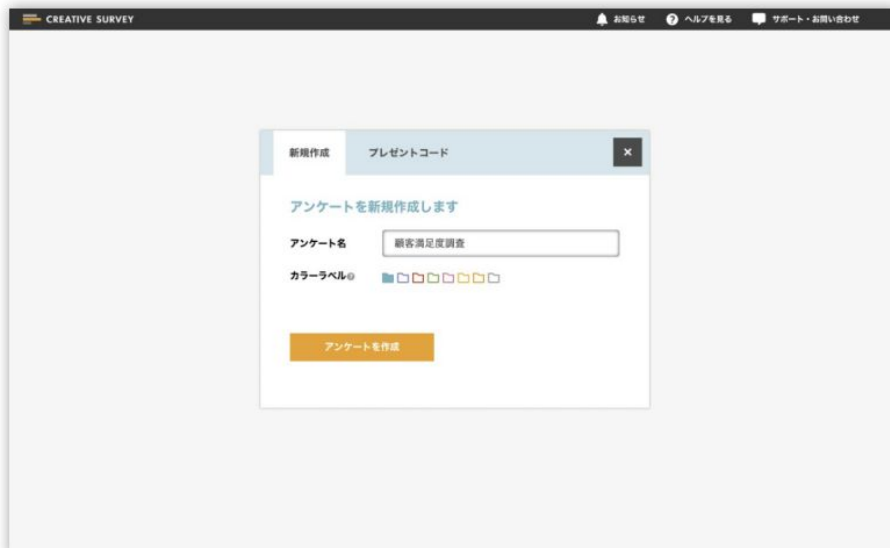 CREATIVE SURVEY
お知らせ ヘルプを見る サポート・お問い合わせ
新規作成 プレゼントコード
アンケートを新規作成します
アンケート名 顧客満足度調査
カラーラベル
アンケートを作成